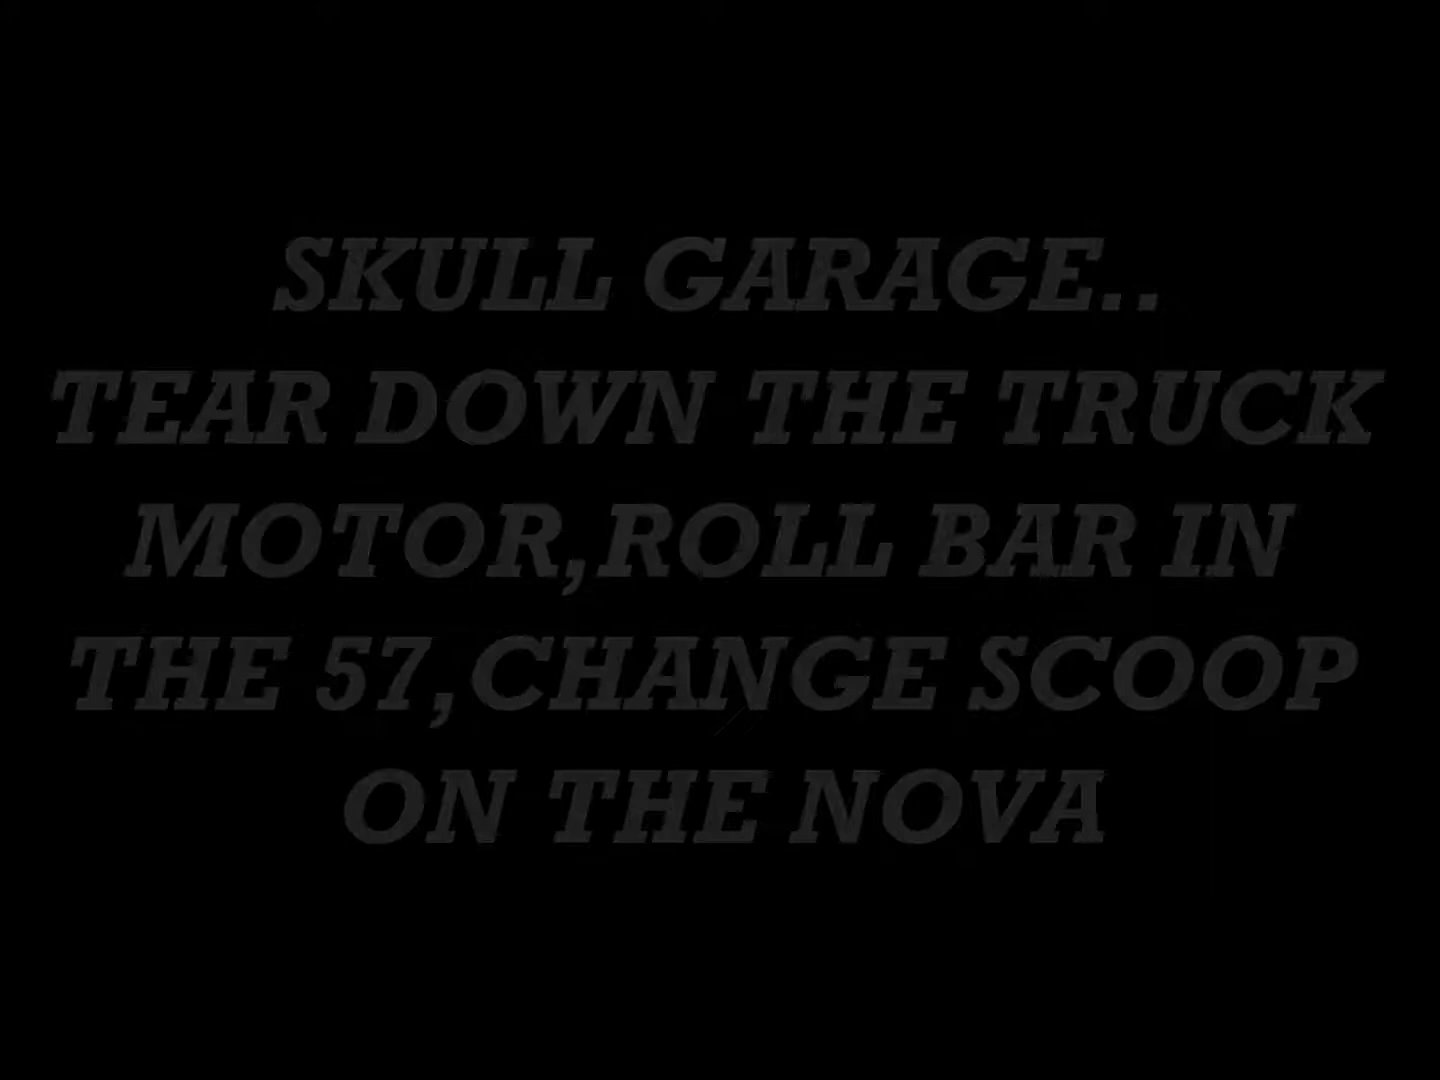 SKULL GARAGE..
TEAR DOWN THE TRUCK
MOTOR,ROLL BAR IN
THE 57,CHANGE SCOOP
ON THE NOVA